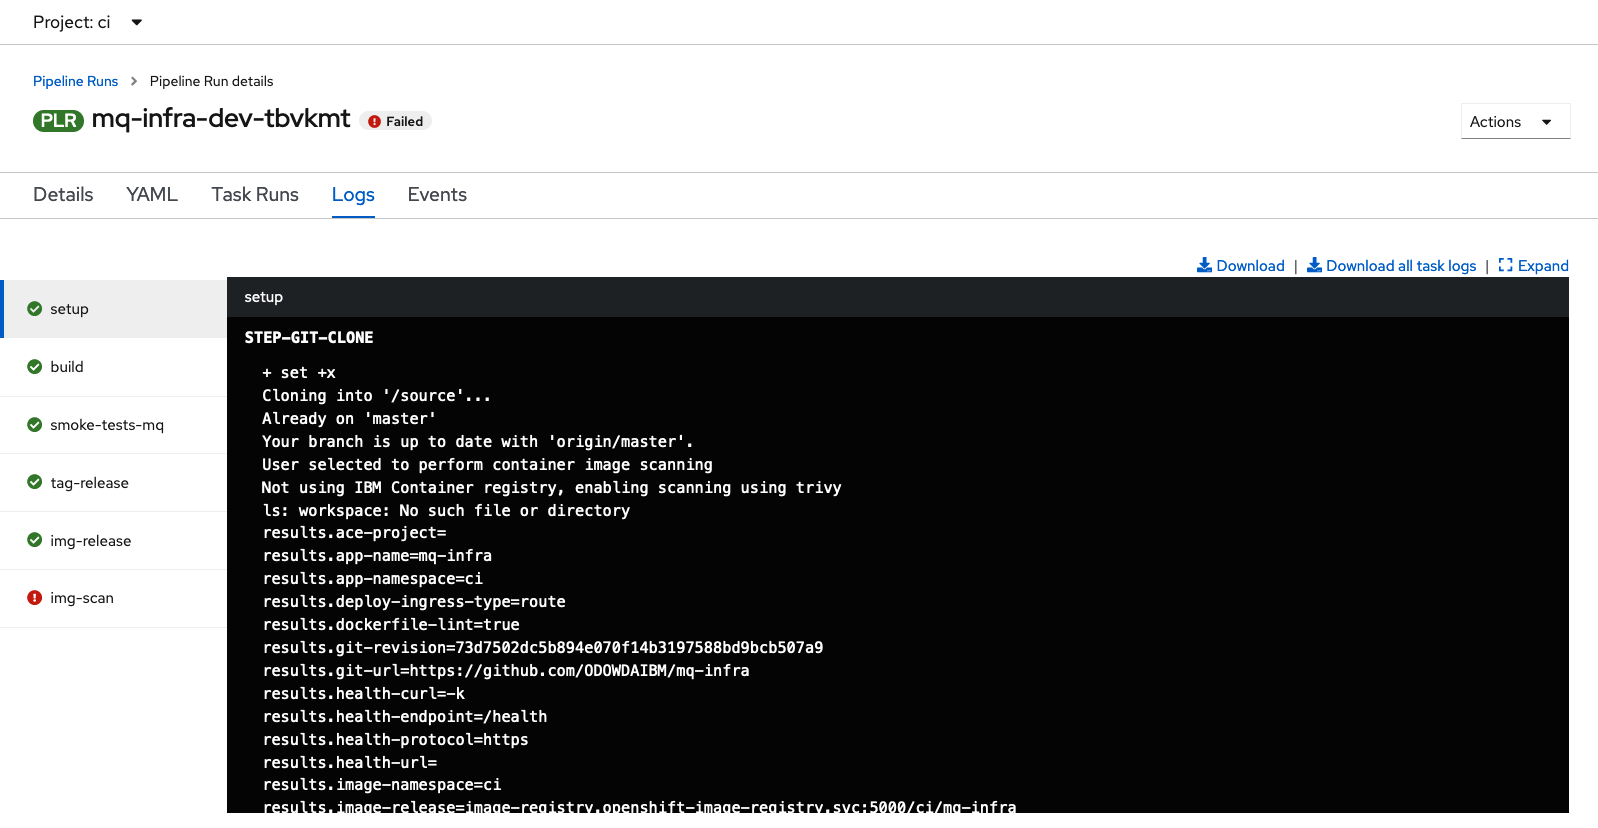 Project: ci
Pipeline Runs > Pipeline Run details
PLR mq-infra-dev-tbvkmt Failed
Actions
Details YAML Task Runs Logs Events
Download | Download all task logs | Expand
setup
build
smoke-tests-mq
tag-release
img-release
img-scan
setup
STEP-GIT-CLONE
+ set +x
Cloning into '/source'...
Already on 'master'
Your branch is up to date with 'origin/master'.
User selected to perform container image scanning
Not using IBM Container registry, enabling scanning using trivy
ls: workspace: No such file or directory
results.ace-project=
results.app-name=mq-infra
results.app-namespace=ci
results.deploy-ingress-type=route
results.dockerfile-lint=true
results.git-revision=73d7502dc5b894e070f14b3197588bd9bcb507a9
results.git-url=https://github.com/ODOWDAIBM/mq-infra
results.health-curl=-k
results.health-endpoint=/health
results.health-protocol=https
results.health-url=
results.image-namespace=ci
results.image-release=image-registry.openshift-image-registry.svc:5000/ci/mq-infra